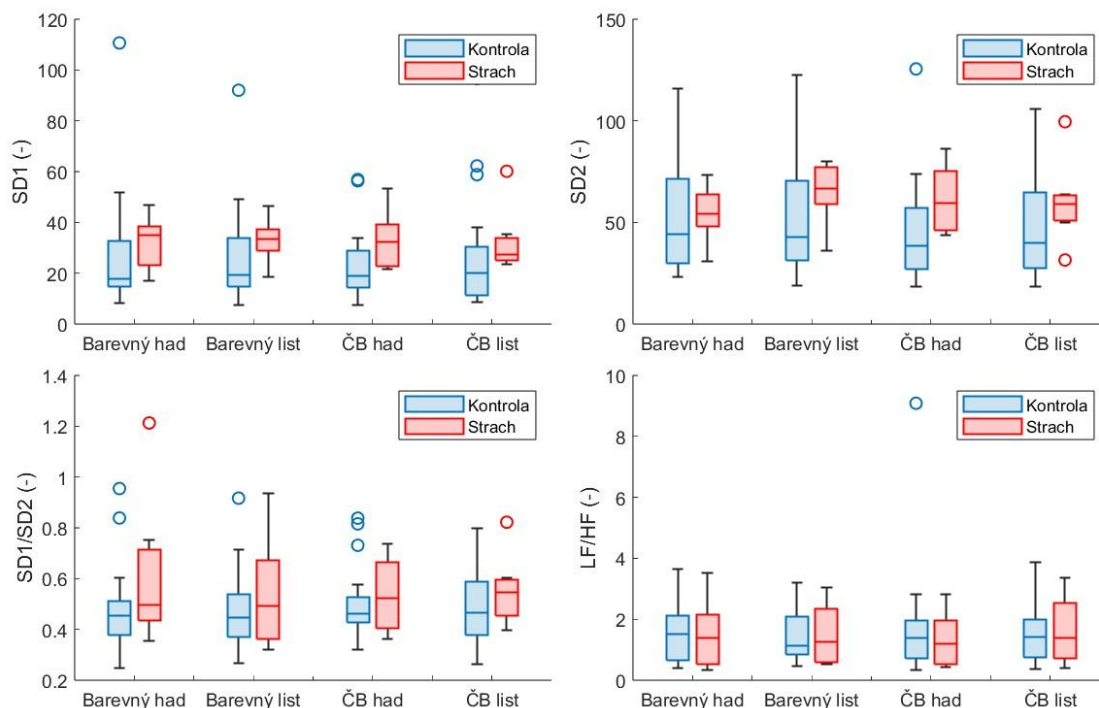 120
100
80
60
40
20
0
SD1 (-)
Kontrola
Strach
Barevný had Barevný list ČB had ČB list
150
100
50
0
SD2 (-)
Kontrola
Strach
Barevný had Barevný list ČB had ČB list
1.4
1.2
1
0.8
0.6
0.4
0.2
SD1/SD2 (-)
Kontrola
Strach
Barevný had Barevný list ČB had ČB list
10
8
6
4
2
0
LF/HF (-)
Kontrola
Strach
Barevný had Barevný list ČB had ČB list